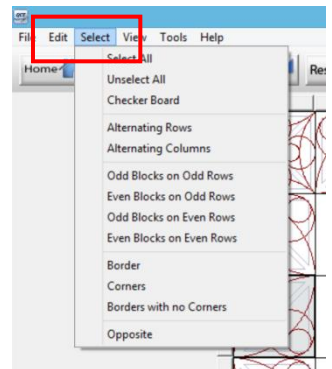 File Edit Select View Tools Help
Home
Select All
Res
Unselect All
Checker Board
Alternating Rows
Alternating Columns
Odd Blocks on Odd Rows
Even Blocks on Odd Rows
Odd Blocks on Even Rows
Even Blocks on Even Rows
Border
Corners
Borders with no Corners
Opposite